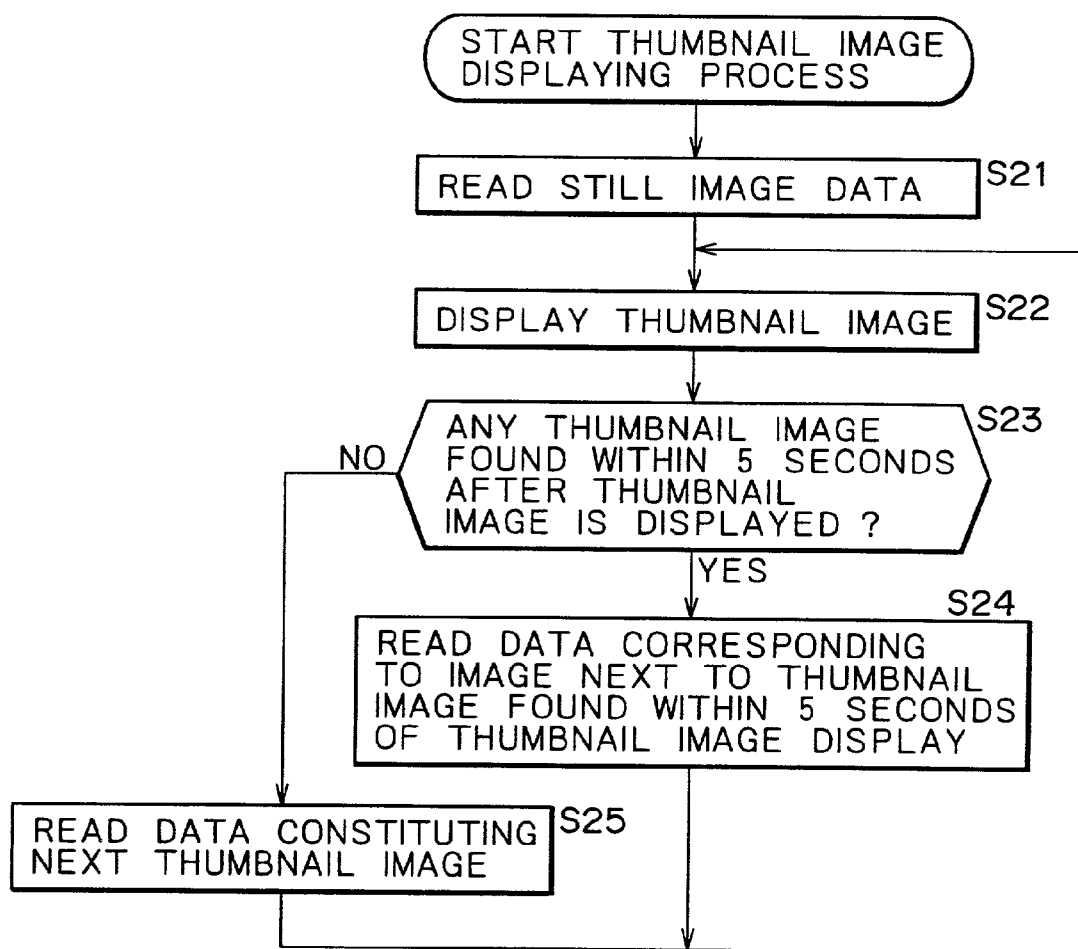 START THUMBNAIL IMAGE
DISPLAYING PROCESS
READ STILL IMAGE DATA
S21
DISPLAY THUMBNAIL IMAGE
S22
ANY THUMBNAIL IMAGE
FOUND WITHIN 5 SECONDS
AFTER THUMBNAIL
IMAGE IS DISPLAYED ?
S23
NO
YES
S24
READ DATA CORRESPONDING
TO IMAGE NEXT TO THUMBNAIL
IMAGE FOUND WITHIN 5 SECONDS
OF THUMBNAIL IMAGE DISPLAY
READ DATA CONSTITUTING
NEXT THUMBNAIL IMAGE
S25